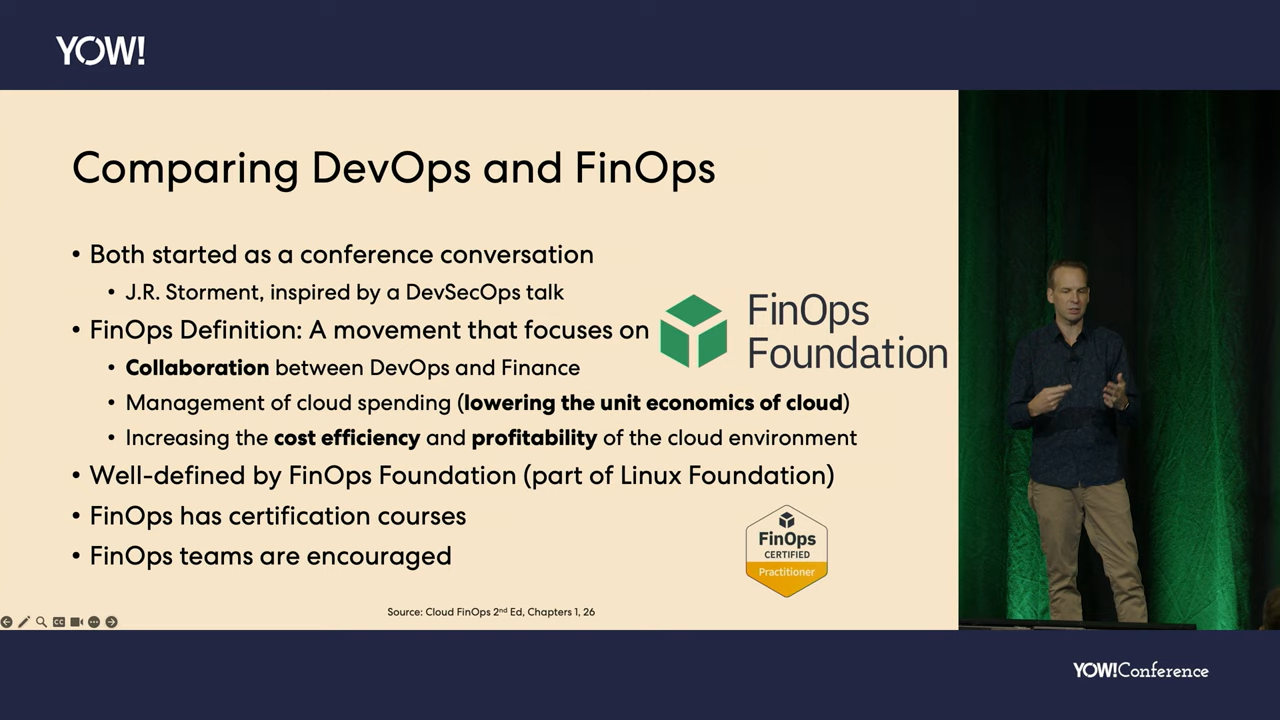 YOW!
Comparing DevOps and FinOps
• Both started as a conference conversation
• J.R. Storment, inspired by a DevSecOps talk
• FinOps Definition: A movement that focuses on
• Collaboration between DevOps and Finance
• Management of cloud spending (lowering the unit economics of cloud)
• Increasing the cost efficiency and profitability of the cloud environment
• Well-defined by FinOps Foundation (part of Linux Foundation)
• FinOps has certification courses
• FinOps teams are encouraged
FinOps
Foundation
FinOps
CERTIFIED
Practitioner
Source: Cloud FinOps 2nd Ed, Chapters 1, 26
CC
YOW!Conference